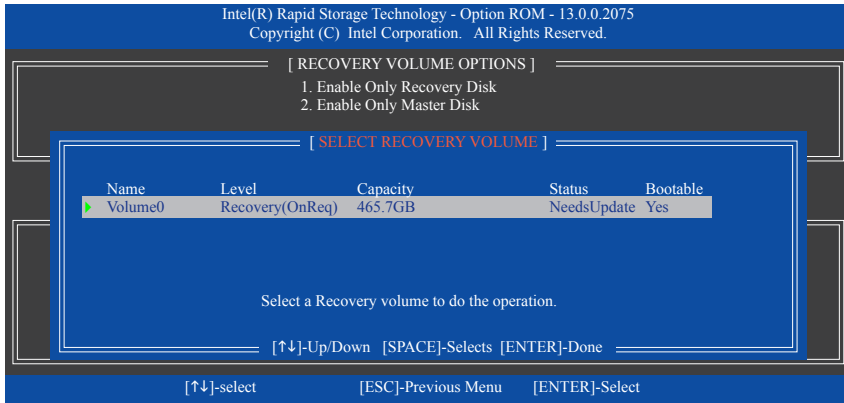 Intel(R) Rapid Storage Technology - Option ROM - 13.0.0.2075
Copyright (C) Intel Corporation. All Rights Reserved.
[ RECOVERY VOLUME OPTIONS ]
1. Enable Only Recovery Disk
2. Enable Only Master Disk
[ SELECT RECOVERY VOLUME ]
Name Level Capacity Status Bootable
Volume0 Recovery(OnReq) 465.7GB NeedsUpdate Yes
Select a Recovery volume to do the operation.
[↑↓]-Up/Down [SPACE]-Selects [ENTER]-Done
[↑↓]-select [ESC]-Previous Menu [ENTER]-Select